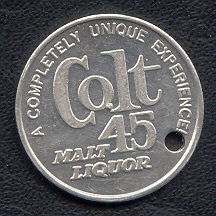 A COMPLETELY UNIQUE EXPERIENCE
Colt
45
MALT
LIQUOR